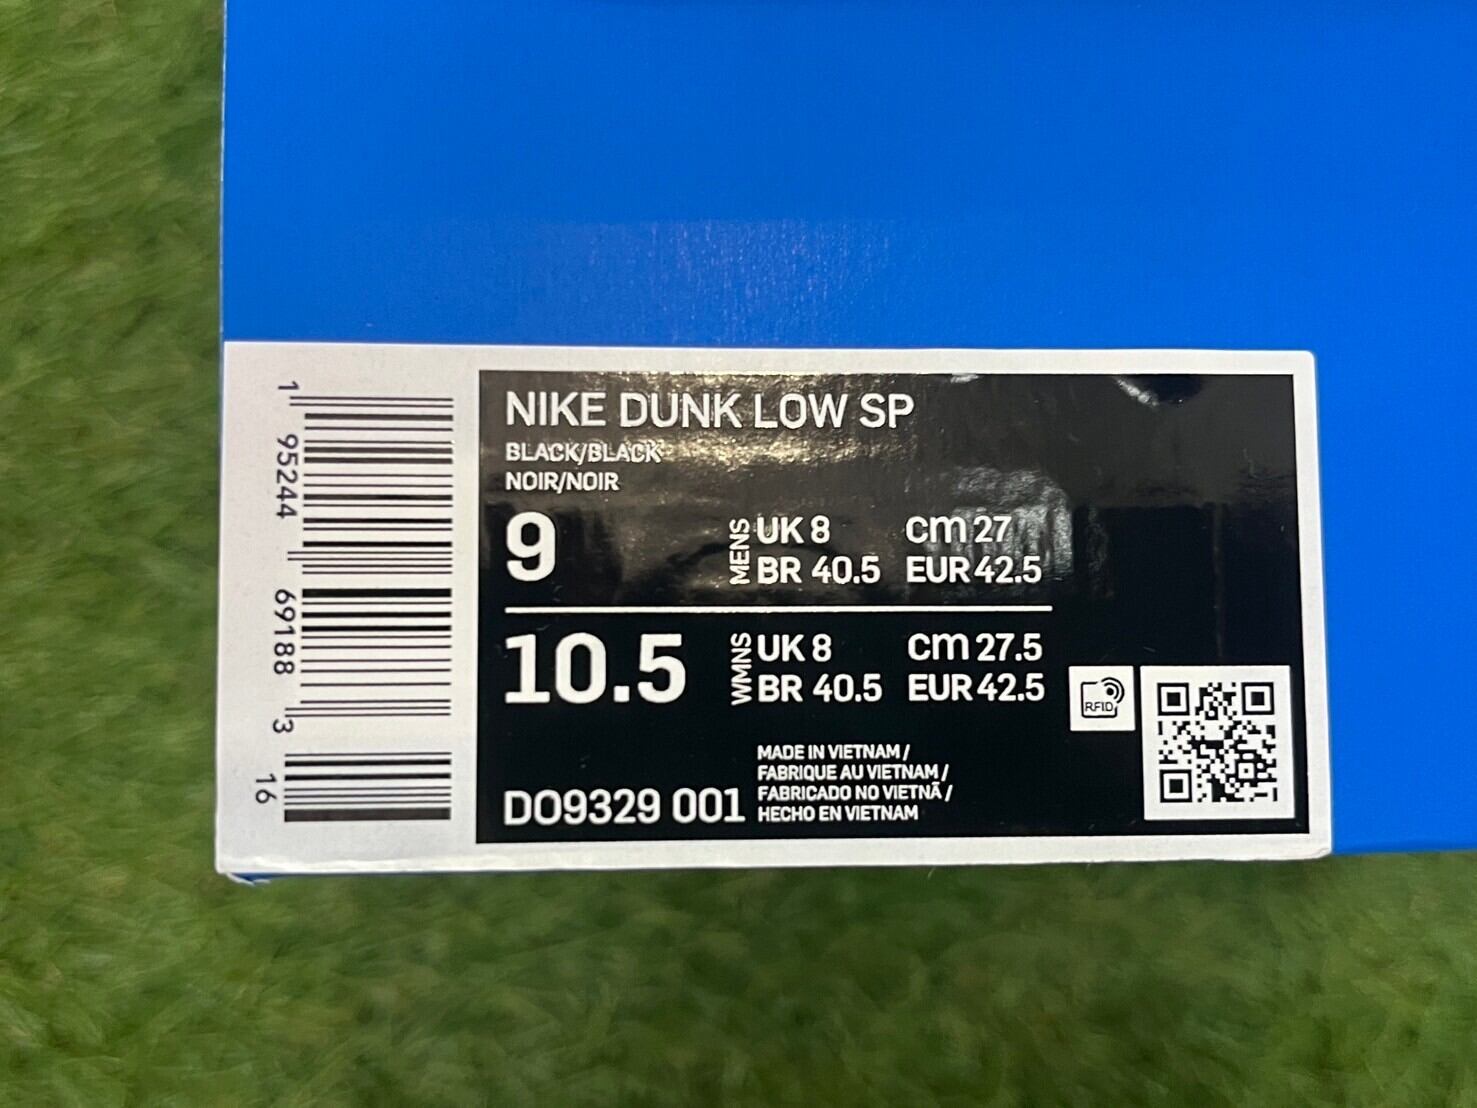 NIKE DUNK LOW SP
BLACK/BLACK
NOIR/NOIR
9
MENS
UK 8 cm 27
BR 40.5 EUR 42.5
10.5
WMNS
UK 8 cm 27.5
BR 40.5 EUR 42.5
RFID
MADE IN VIETNAM /
FABRIQUE AU VIETNAM /
FABRICADO NO VIETNÃ /
HECHO EN VIETNAM
DO9329 001
1 95244 69188 3
16